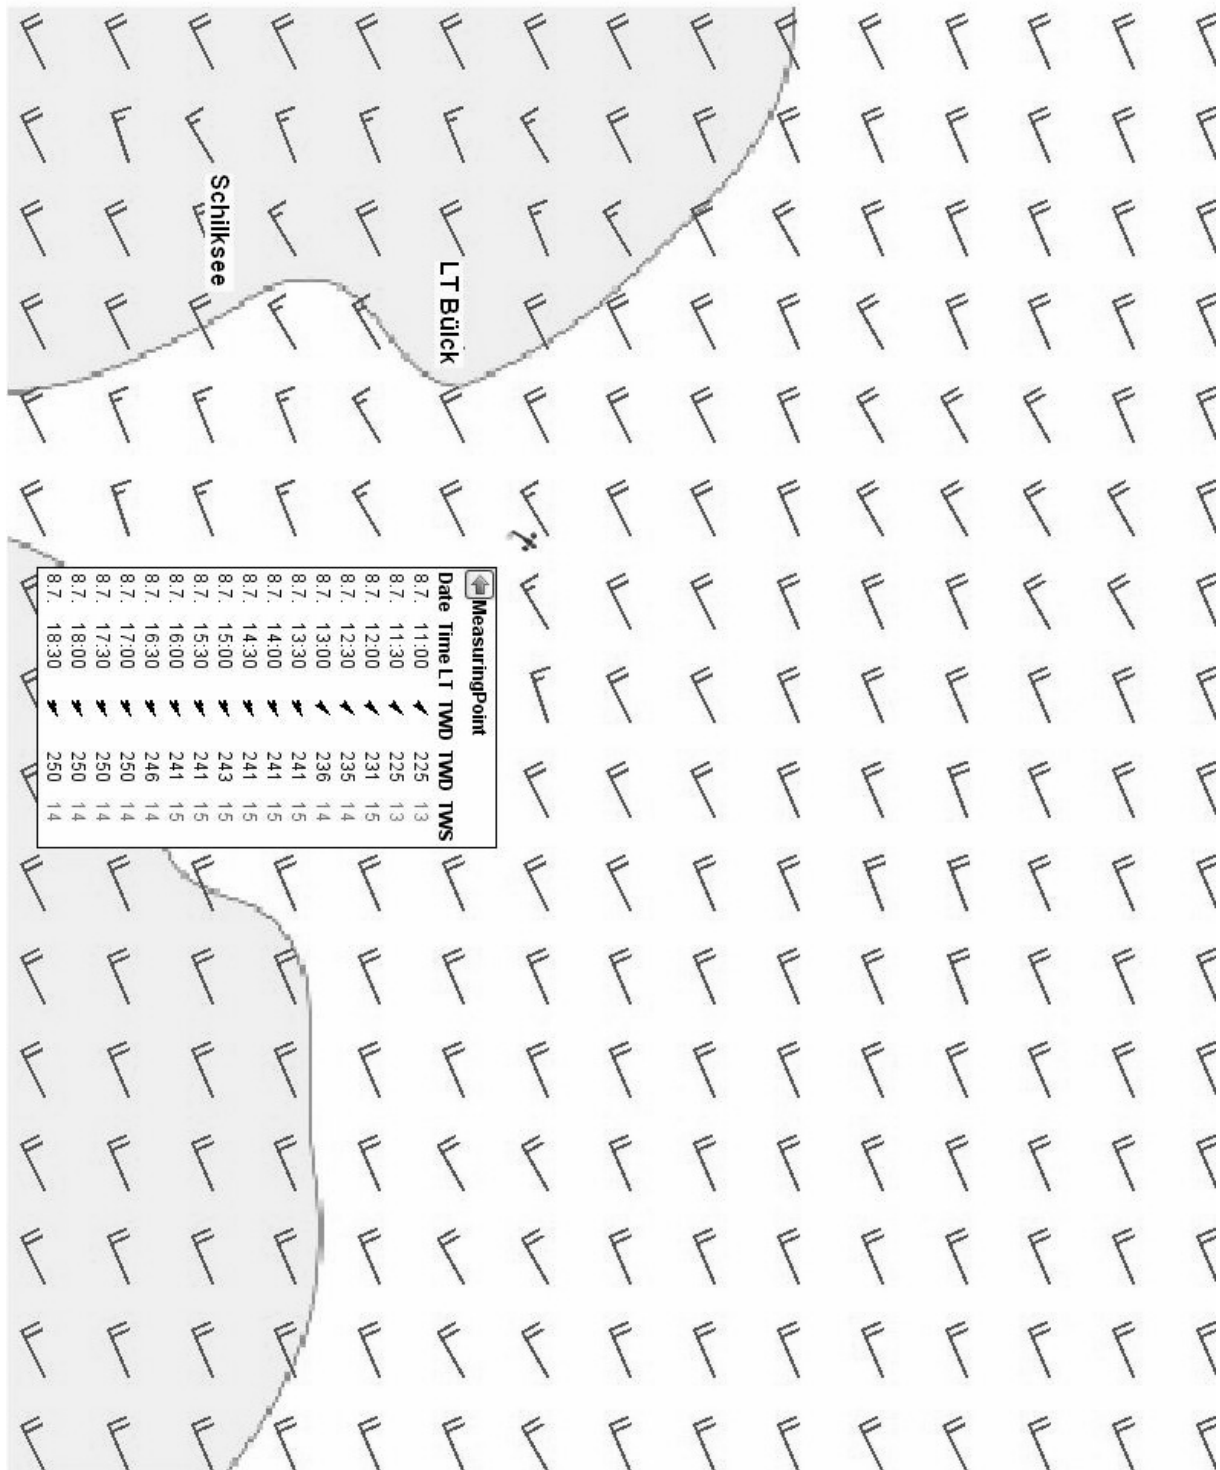 Schilksee
LT Bülck
MeasuringPoint
Date Time LT TWD TWD TWS
8.7. 11:00 225 13
8.7. 11:30 225 13
8.7. 12:00 231 15
8.7. 12:30 235 14
8.7. 13:00 236 14
8.7. 13:30 241 15
8.7. 14:00 241 15
8.7. 14:30 241 15
8.7. 15:00 243 15
8.7. 15:30 241 15
8.7. 16:00 241 15
8.7. 16:30 246 14
8.7. 17:00 250 14
8.7. 17:30 250 14
8.7. 18:00 250 14
8.7. 18:30 250 14